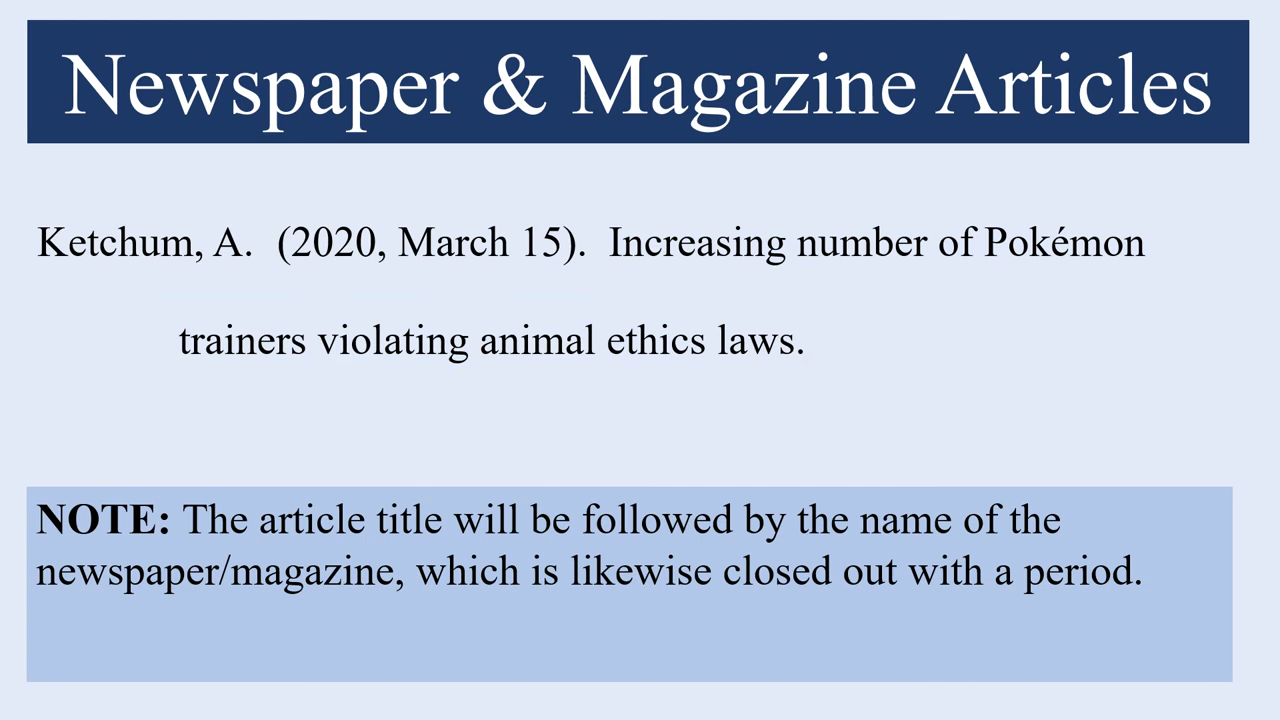 Newspaper & Magazine Articles
Ketchum, A.  (2020, March 15).  Increasing number of Pokémon
trainers violating animal ethics laws.
NOTE: The article title will be followed by the name of the
newspaper/magazine, which is likewise closed out with a period.